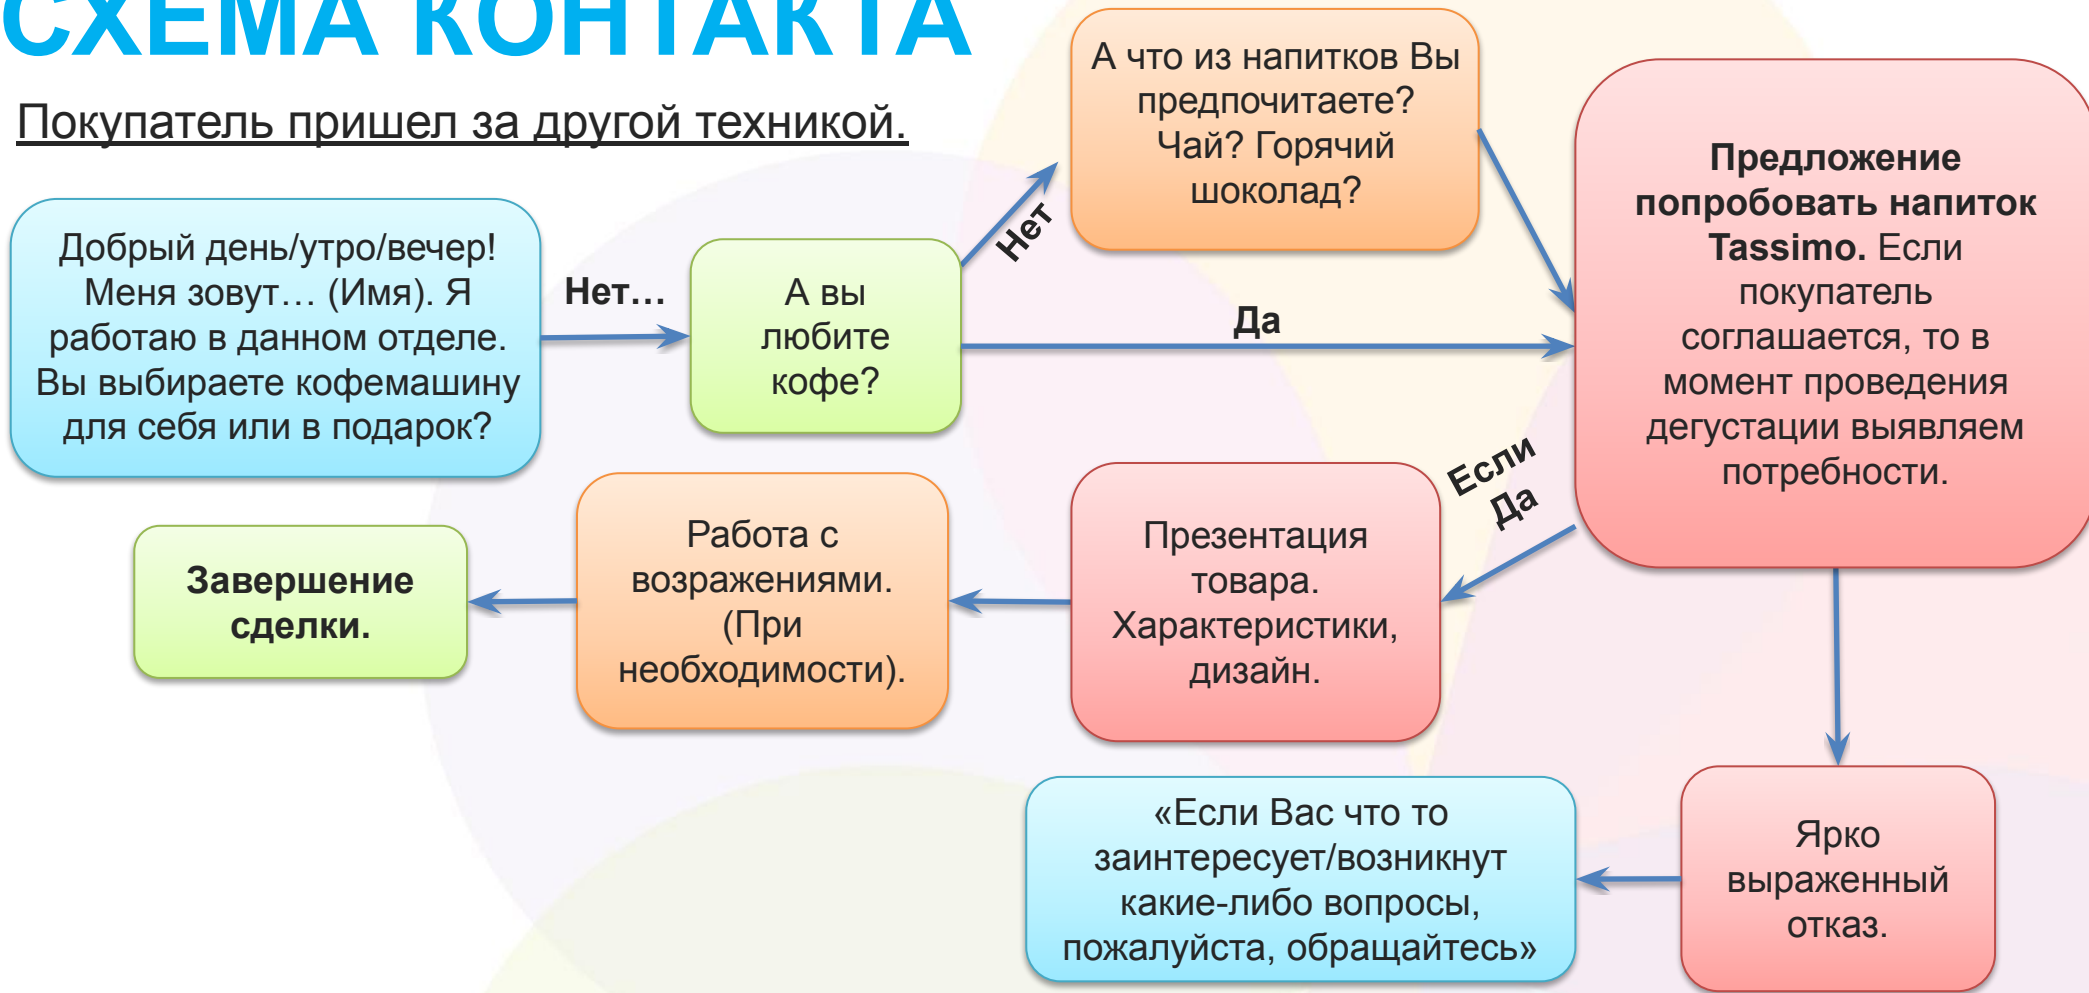 СХЕМА КОНТАКТА
Покупатель пришел за другой техникой.
Добрый день/утро/вечер!
Меня зовут… (Имя). Я
работаю в данном отделе.
Вы выбираете кофемашину
для себя или в подарок?
Нет…
А вы
любите
кофе?
Нет
А что из напитков Вы
предпочитаете?
Чай? Горячий
шоколад?
Да
Предложение
попробовать напиток
Tassimo. Если
покупатель
соглашается, то в
момент проведения
дегустации выявляем
потребности.
Если
Да
Презентация
товара.
Характеристики,
дизайн.
Работа с
возражениями.
(При
необходимости).
Завершение
сделки.
Ярко
выраженный
отказ.
«Если Вас что то
заинтересует/возникнут
какие-либо вопросы,
пожалуйста, обращайтесь»